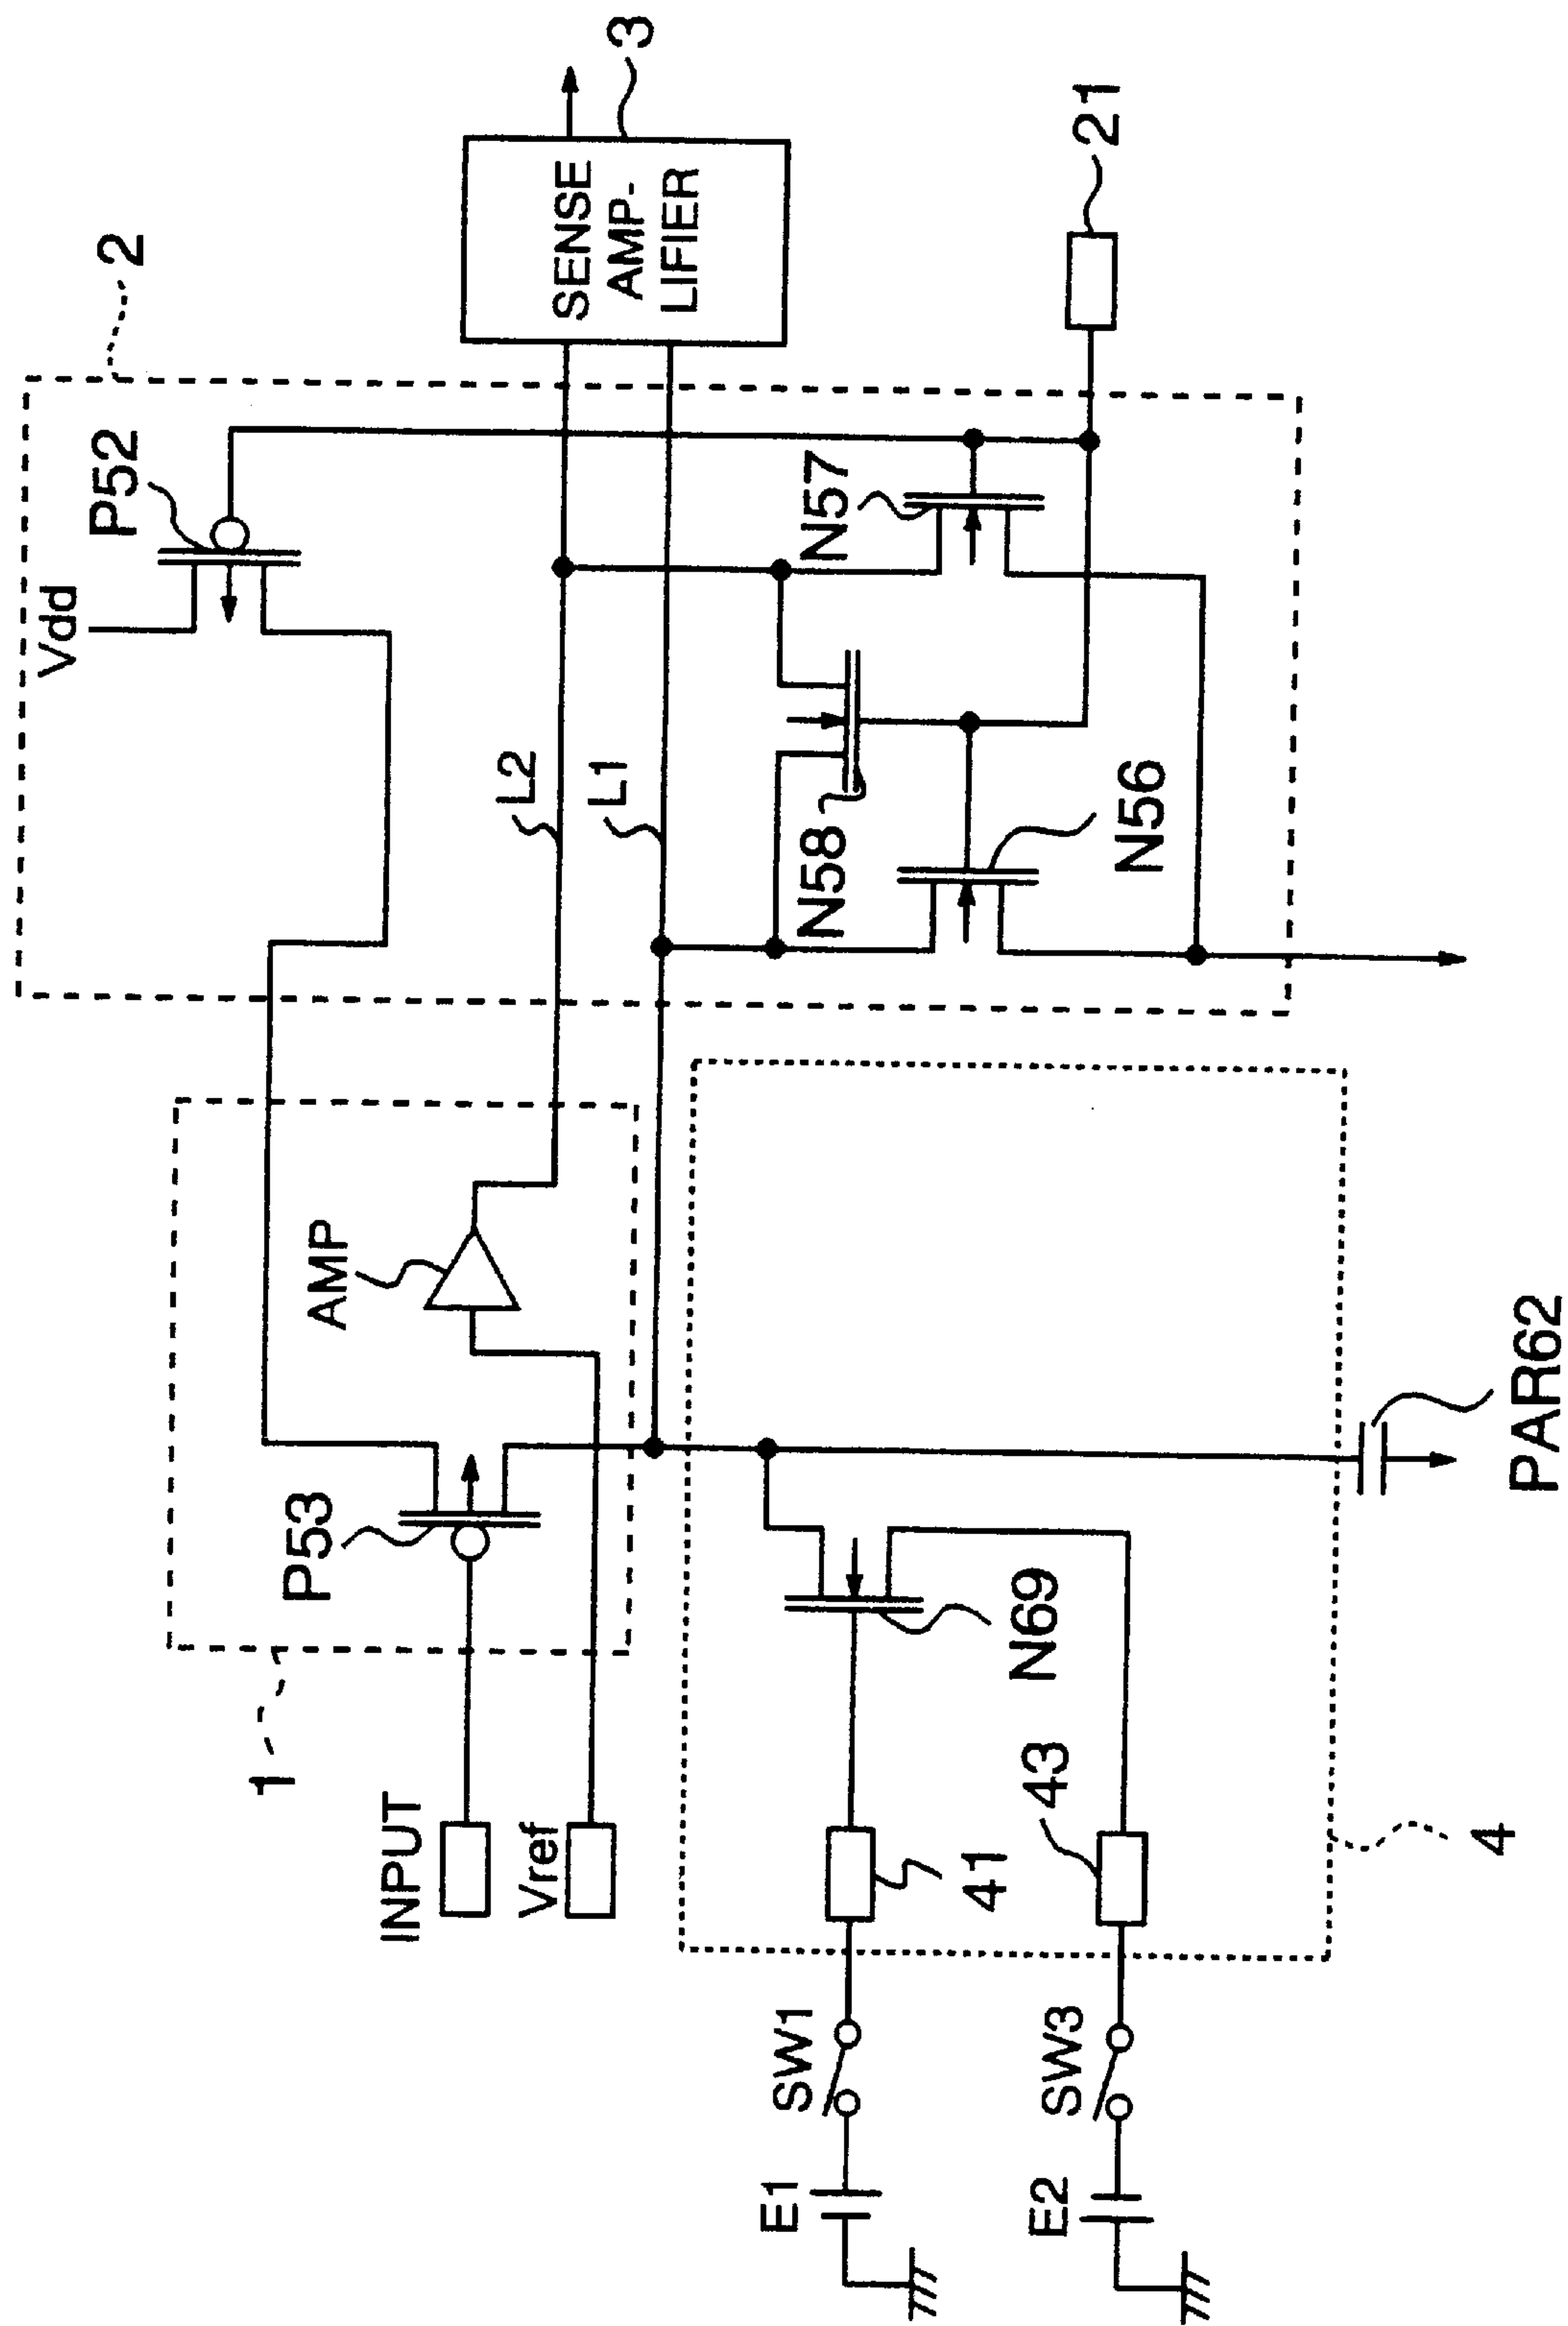 2
P52
Vdd
SENSE
AMP-
LIFIER
3
21
N57
L2
L1
N58
N56
1
AMP
P53
INPUT
Vref
N69
41
43
4
PAR62
SW1
SW3
E1
E2